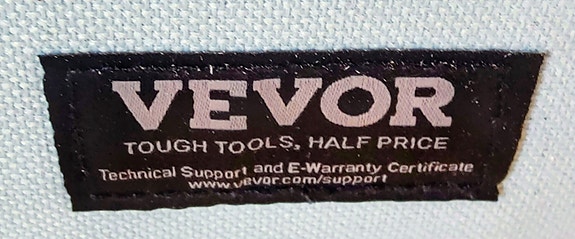 VEVOR
TOUGH TOOLS, HALF PRICE
Technical Support and E-Warranty Certificate
www.vevor.com/support